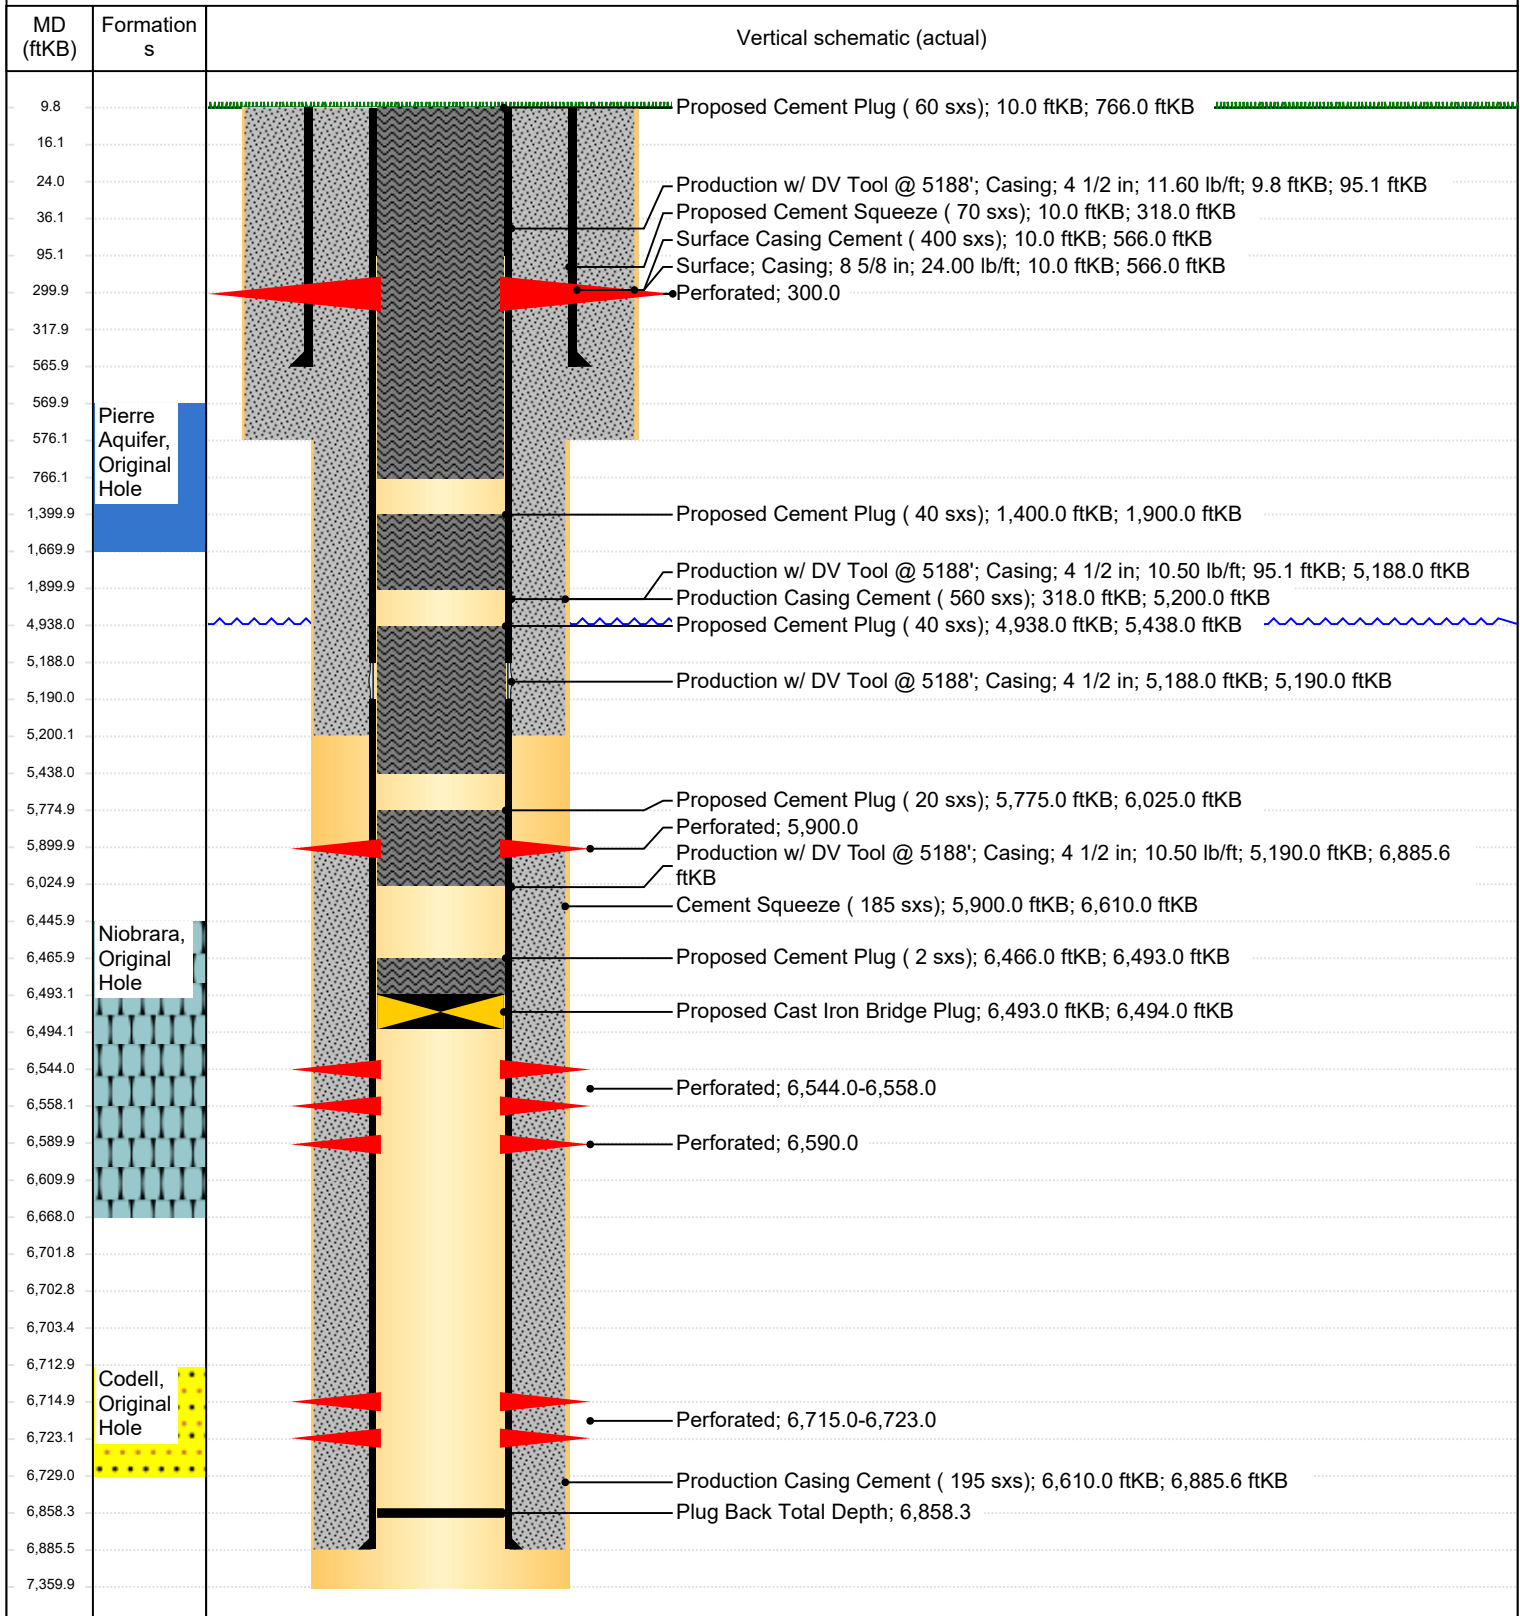 MD
(ftKB)
Formation
s
Vertical schematic (actual)
9.8
16.1
24.0
36.1
95.1
299.9
317.9
565.9
569.9
576.1
766.1
1,399.9
1,669.9
1,899.9
4,938.0
5,188.0
5,190.0
5,200.1
5,438.0
5,774.9
5,899.9
6,024.9
6,445.9
6,465.9
6,493.1
6,494.1
6,544.0
6,558.1
6,589.9
6,609.9
6,668.0
6,701.8
6,702.8
6,703.4
6,712.9
6,714.9
6,723.1
6,729.0
6,858.3
6,885.5
7,359.9
Pierre
Aquifer,
Original
Hole
Niobrara,
Original
Hole
Codell,
Original
Hole
Proposed Cement Plug ( 60 sxs); 10.0 ftKB; 766.0 ftKB
Production w/ DV Tool @ 5188'; Casing; 4 1/2 in; 11.60 lb/ft; 9.8 ftKB; 95.1 ftKB
Proposed Cement Squeeze ( 70 sxs); 10.0 ftKB; 318.0 ftKB
Surface Casing Cement ( 400 sxs); 10.0 ftKB; 566.0 ftKB
Surface; Casing; 8 5/8 in; 24.00 lb/ft; 10.0 ftKB; 566.0 ftKB
Perforated; 300.0
Proposed Cement Plug ( 40 sxs); 1,400.0 ftKB; 1,900.0 ftKB
Production w/ DV Tool @ 5188'; Casing; 4 1/2 in; 10.50 lb/ft; 95.1 ftKB; 5,188.0 ftKB
Production Casing Cement ( 560 sxs); 318.0 ftKB; 5,200.0 ftKB
Proposed Cement Plug ( 40 sxs); 4,938.0 ftKB; 5,438.0 ftKB
Production w/ DV Tool @ 5188'; Casing; 4 1/2 in; 5,188.0 ftKB; 5,190.0 ftKB
Proposed Cement Plug ( 20 sxs); 5,775.0 ftKB; 6,025.0 ftKB
Perforated; 5,900.0
Production w/ DV Tool @ 5188'; Casing; 4 1/2 in; 10.50 lb/ft; 5,190.0 ftKB; 6,885.6
ftKB
Cement Squeeze ( 185 sxs); 5,900.0 ftKB; 6,610.0 ftKB
Proposed Cement Plug ( 2 sxs); 6,466.0 ftKB; 6,493.0 ftKB
Proposed Cast Iron Bridge Plug; 6,493.0 ftKB; 6,494.0 ftKB
Perforated; 6,544.0-6,558.0
Perforated; 6,590.0
Perforated; 6,715.0-6,723.0
Production Casing Cement ( 195 sxs); 6,610.0 ftKB; 6,885.6 ftKB
Plug Back Total Depth; 6,858.3